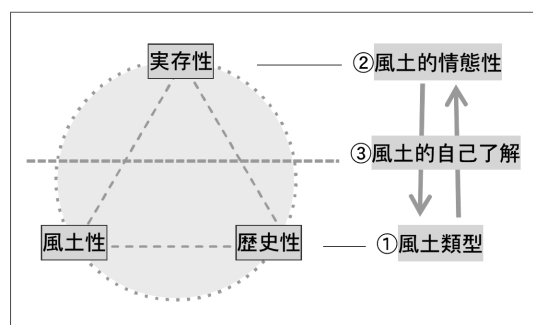 実存性
②風土的情態性
③風土的自己了解
風土性
歴史性
①風土類型